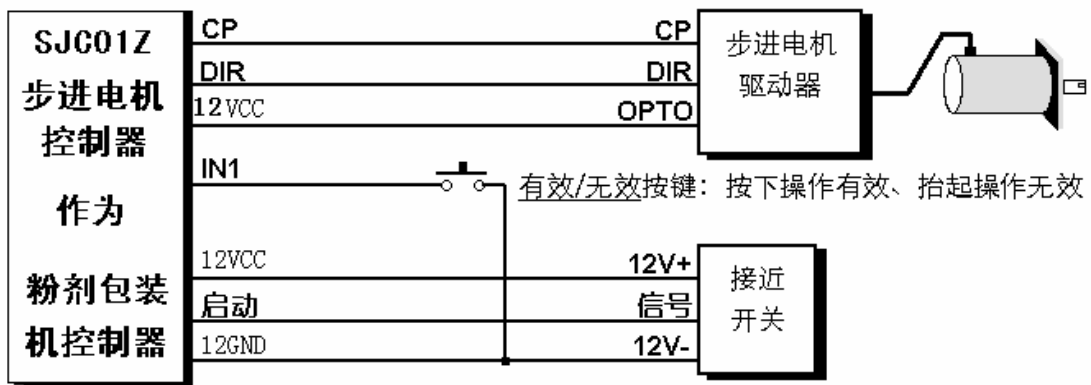 SJC01Z
步进电机
控制器
作为
粉剂包装
机控制器
CP
DIR
12VCC
IN1
12VCC
启动
12GND
CP
DIR
OPTO
步进电机
驱动器
有效/无效按键：按下操作有效、抬起操作无效
12V+
信号
12V-
接近
开关